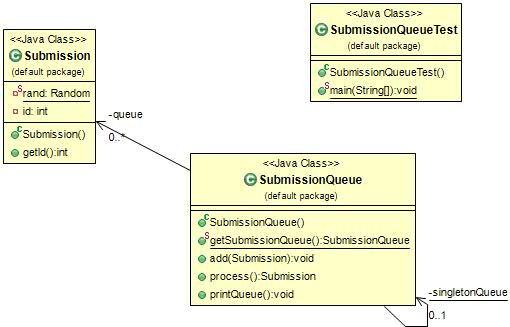 <<Java Class>>
Submission
(default package)
rand: Random
id: int
Submission()
getId():int
<<Java Class>>
SubmissionQueueTest
(default package)
SubmissionQueueTest()
main(String[]):void
-queue
0..*
<<Java Class>>
SubmissionQueue
(default package)
SubmissionQueue()
getSubmissionQueue():SubmissionQueue
add(Submission):void
process():Submission
printQueue():void
-singletonQueue
0..1